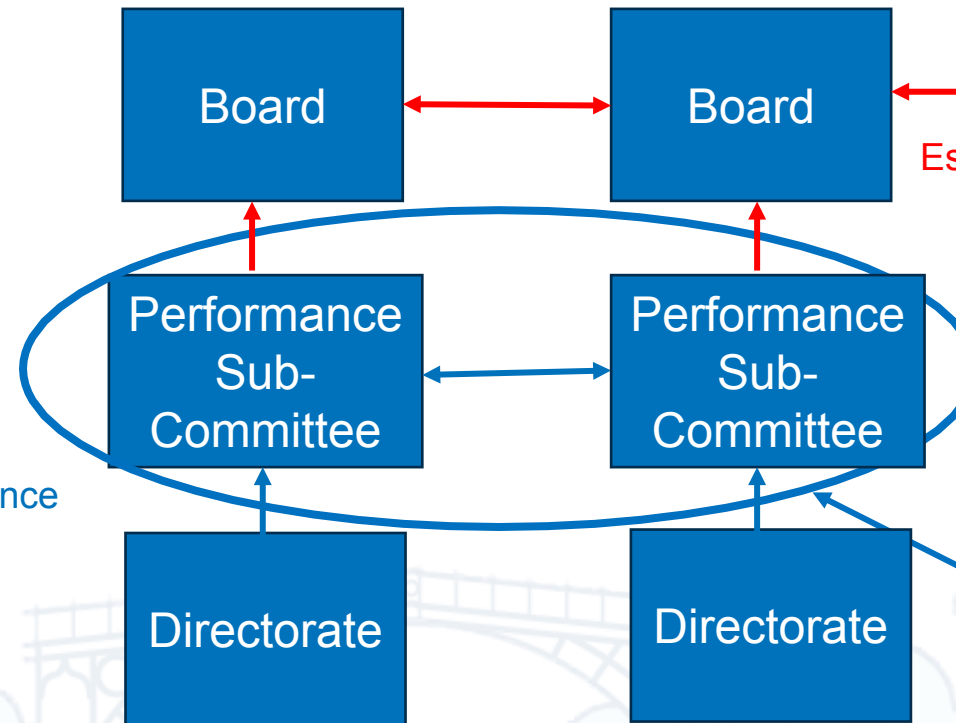 Board
Board
Es
Performance
Sub-
Committee
Performance
Sub-
Committee
nce
Directorate
Directorate